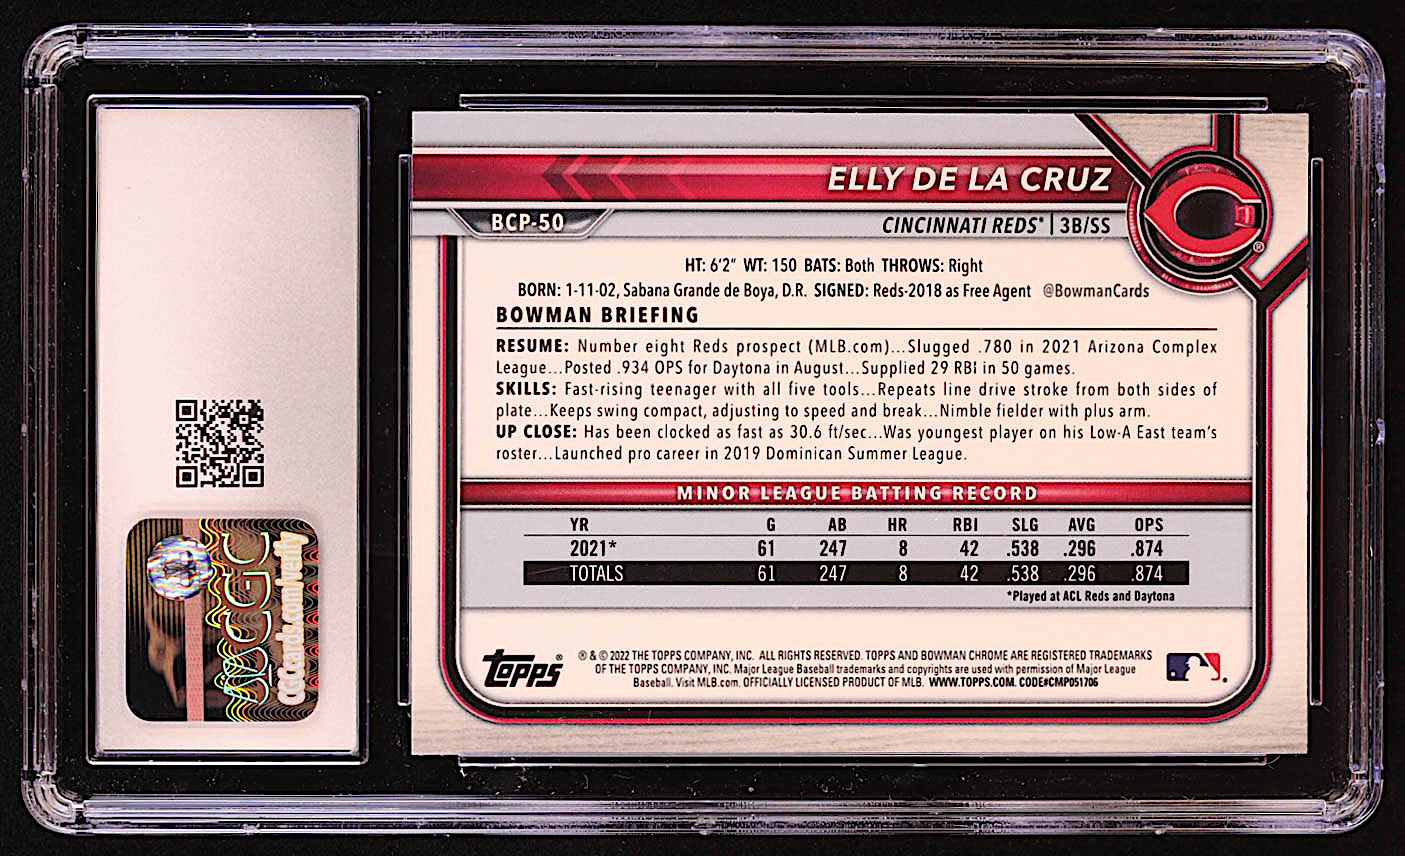 ELLY DE LA CRUZ
BCP-50
CINCINNATI REDS® | 3B/SS
HT: 6'2" WT: 150 BATS: Both THROWS: Right
BORN: 1-11-02, Sabana Grande de Boya, D.R. SIGNED: Reds-2018 as Free Agent @BowmanCards
BOWMAN BRIEFING
RESUME: Number eight Reds prospect (MLB.com)...Slugged .780 in 2021 Arizona Complex
League...Posted .934 OPS for Daytona in August...Supplied 29 RBI in 50 games.
SKILLS: Fast-rising teenager with all five tools...Repeats line drive stroke from both sides of
plate...Keeps swing compact, adjusting to speed and break...Nimble fielder with plus arm.
UP CLOSE: Has been clocked as fast as 30.6 ft/sec...Was youngest player on his Low-A East team's
roster...Launched pro career in 2019 Dominican Summer League.
MINOR LEAGUE BATTING RECORD
YR G AB HR RBI SLG AVG OPS
2021* 61 247 8 42 .538 .296 .874
TOTALS 61 247 8 42 .538 .296 .874
*Played at ACL Reds and Daytona
Topps®
® & © 2022 THE TOPPS COMPANY, INC. ALL RIGHTS RESERVED. TOPPS AND BOWMAN CHROME ARE REGISTERED TRADEMARKS
OF THE TOPPS COMPANY, INC. Major League Baseball trademarks and copyrights are used with permission of Major League
Baseball. Visit MLB.com. OFFICIALLY LICENSED PRODUCT OF MLB. WWW.TOPPS.COM. CODE#CMP051706
CGC
cgccards.com/verify